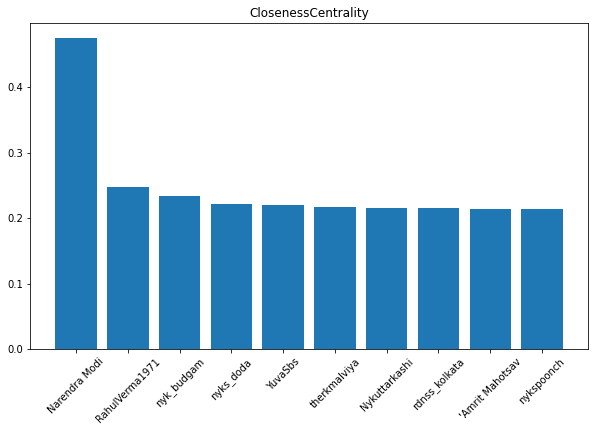 ClosenessCentrality
0.4
0.3
0.2
0.1
0.0
Narendra Modi
RahulVerma1971
nyk_budgam
nyks_doda
YuvaSbs
therkmalviya
Nykuttarkashi
rdnss_kolkata
'Amrit Mahotsav
nykspoonch